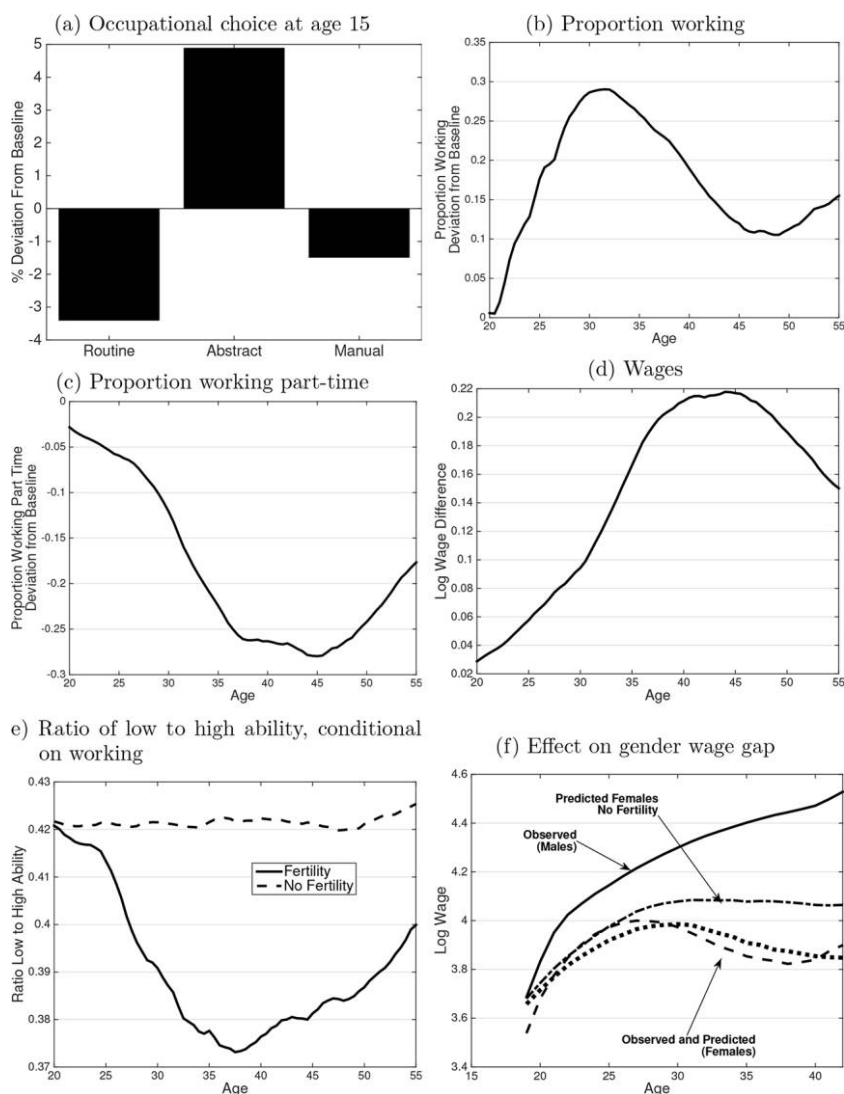 (a) Occupational choice at age 15
% Deviation From Baseline
5
4
3
2
1
0
-1
-2
-3
-4
Routine Abstract Manual
(b) Proportion working
Proportion Working
Deviation from Baseline
0.35
0.3
0.25
0.2
0.15
0.1
0.05
0
20 25 30 35 40 45 50 55
Age
(c) Proportion working part-time
Proportion Working Part Time
Deviation from Baseline
0
-0.05
-0.1
-0.15
-0.2
-0.25
-0.3
20 25 30 35 40 45 50 55
Age
(d) Wages
Log Wage Difference
0.22
0.2
0.18
0.16
0.14
0.12
0.1
0.08
0.06
0.04
0.02
20 25 30 35 40 45 50 55
Age
e) Ratio of low to high ability, conditional
on working
Ratio Low to High Ability
0.43
0.42
0.41
0.4
0.39
0.38
0.37
Fertility
No Fertility
20 25 30 35 40 45 50 55
Age
(f) Effect on gender wage gap
Log Wage
4.6
4.4
4.2
4
3.8
3.6
3.4
Predicted Females
No Fertility
Observed
(Males)
Observed and Predicted
(Females)
15 20 25 30 35 40
Age